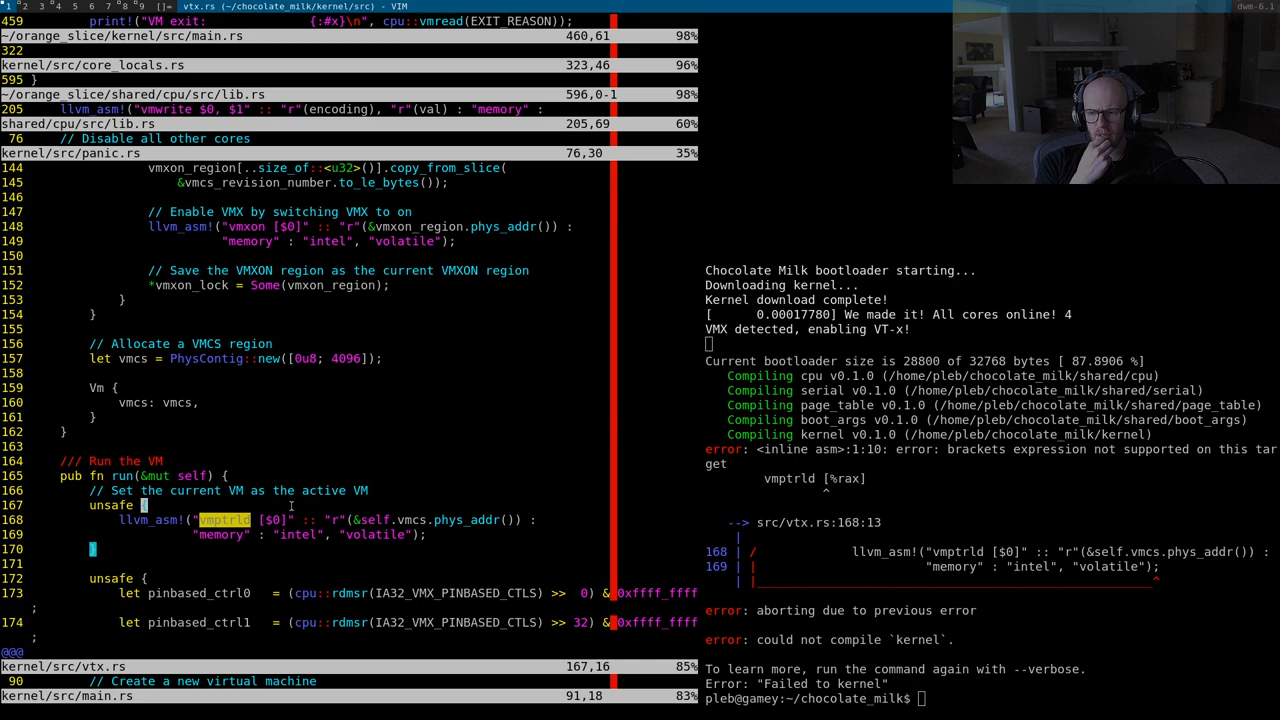 1 2 3 4 5 6 7 8 9 []= vtx.rs (~/chocolate_milk/kernel/src) - VIM
dwm-6.1
459         print!("VM exit:              {:#x}\n", cpu::vmread(EXIT_REASON));
~/orange_slice/kernel/src/main.rs 460,61 98%
322
kernel/src/core_locals.rs 323,46 96%
595 }
~/orange_slice/shared/cpu/src/lib.rs 596,0-1 98%
205     llvm_asm!("vmwrite $0, $1" :: "r"(encoding), "r"(val) : "memory" :
shared/cpu/src/lib.rs 205,69 60%
76     // Disable all other cores
kernel/src/panic.rs 76,30 35%
144                 vmxon_region[..size_of::<u32>()].copy_from_slice(
145                     &vmcs_revision_number.to_le_bytes());
146
147                 // Enable VMX by switching VMX to on
148                 llvm_asm!("vmxon [$0]" :: "r"(&vmxon_region.phys_addr()) :
149                           "memory" : "intel", "volatile");
150
151                 // Save the VMXON region as the current VMXON region
152                 *vmxon_lock = Some(vmxon_region);
153             }
154         }
155
156         // Allocate a VMCS region
157         let vmcs = PhysContig::new([0u8; 4096]);
158
159         Vm {
160             vmcs: vmcs,
161         }
162     }
163
164     /// Run the VM
165     pub fn run(&mut self) {
166         // Set the current VM as the active VM
167         unsafe {
168             llvm_asm!("vmptrld [$0]" :: "r"(&self.vmcs.phys_addr()) :
169                       "memory" : "intel", "volatile");
170         }
171
172         unsafe {
173             let pinbased_ctrl0   = (cpu::rdmsr(IA32_VMX_PINBASED_CTLS) >>  0) & 0xffff_ffff
;
174             let pinbased_ctrl1   = (cpu::rdmsr(IA32_VMX_PINBASED_CTLS) >> 32) & 0xffff_ffff
;
@@@
kernel/src/vtx.rs 167,16 85%
90         // Create a new virtual machine
kernel/src/main.rs 91,18 83%
Chocolate Milk bootloader starting...
Downloading kernel...
Kernel download complete!
[      0.00017780] We made it! All cores online! 4
VMX detected, enabling VT-x!
Current bootloader size is 28800 of 32768 bytes [ 87.8906 %]
   Compiling cpu v0.1.0 (/home/pleb/chocolate_milk/shared/cpu)
   Compiling serial v0.1.0 (/home/pleb/chocolate_milk/shared/serial)
   Compiling page_table v0.1.0 (/home/pleb/chocolate_milk/shared/page_table)
   Compiling boot_args v0.1.0 (/home/pleb/chocolate_milk/shared/boot_args)
   Compiling kernel v0.1.0 (/home/pleb/chocolate_milk/kernel)
error: <inline asm>:1:10: error: brackets expression not supported on this tar
get
        vmptrld [%rax]
                ^
   --> src/vtx.rs:168:13
    |
168 | /             llvm_asm!("vmptrld [$0]" :: "r"(&self.vmcs.phys_addr()) :
169 | |                       "memory" : "intel", "volatile");
    | |_____________________________________________________^
error: aborting due to previous error
error: could not compile `kernel`.
To learn more, run the command again with --verbose.
Error: "Failed to kernel"
pleb@gamey:~/chocolate_milk$